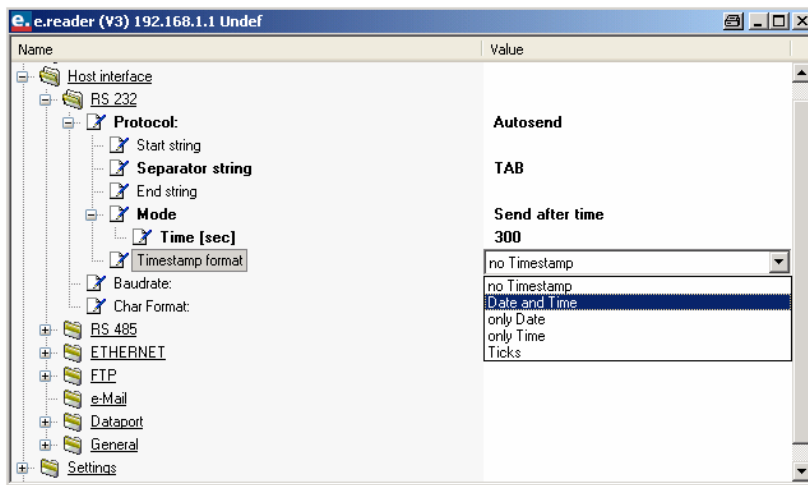 e. e.reader (V3) 192.168.1.1 Undef
Name Value
Host interface
RS 232
Protocol: Autosend
Start string
Separator string TAB
End string
Mode Send after time
Time [sec] 300
Timestamp format no Timestamp
no Timestamp
Baudrate:
Date and Time
Char Format:
only Date
RS 485
only Time
ETHERNET
Ticks
FTP
e-Mail
Dataport
General
Settings